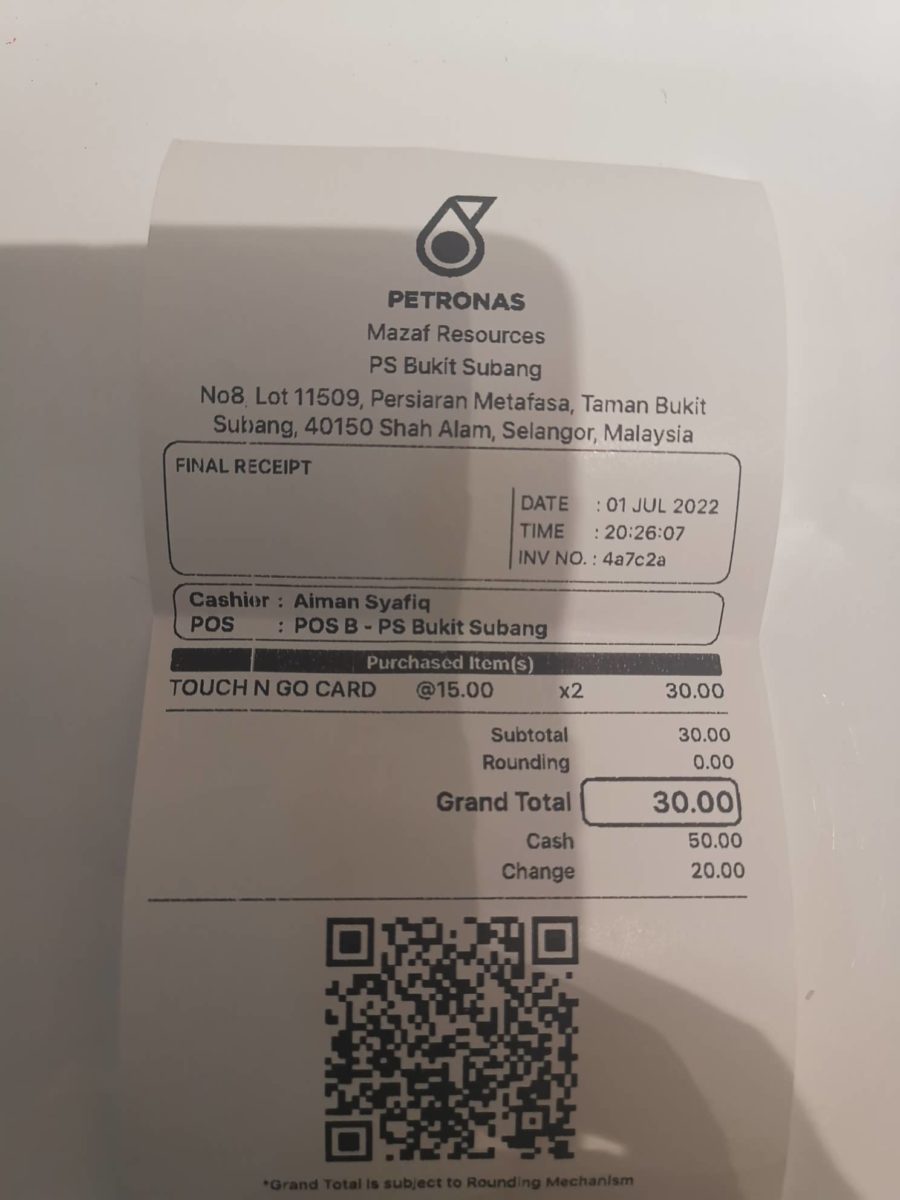 PETRONAS
Mazaf Resources
PS Bukit Subang
No8, Lot 11509, Persiaran Metafasa, Taman Bukit
Subang, 40150 Shah Alam, Selangor, Malaysia
FINAL RECEIPT
DATE : 01 JUL 2022
TIME : 20:26:07
INV NO. : 4a7c2a
Cashier : Aiman Syafiq
POS : POS B - PS Bukit Subang
Purchased Item(s)
TOUCH N GO CARD @15.00 x2 30.00
Subtotal 30.00
Rounding 0.00
Grand Total 30.00
Cash 50.00
Change 20.00
*Grand Total is subject to Rounding Mechanism